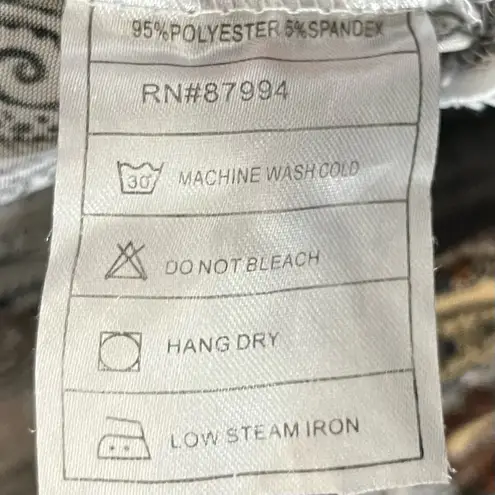 95%POLYESTER 5%SPANDEX
RN#87994
30° MACHINE WASH COLD
DO NOT BLEACH
HANG DRY
LOW STEAM IRON